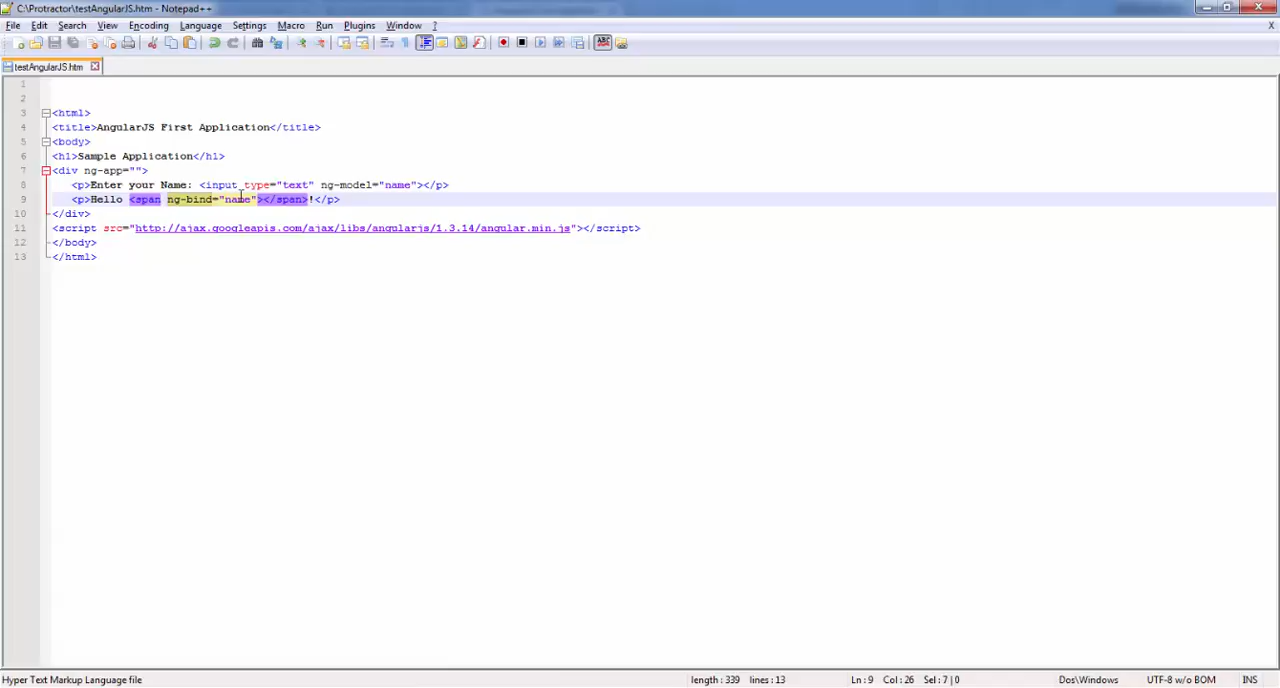 C:\Protractor\testAngularJS.htm - Notepad++
File Edit Search View Encoding Language Settings Macro Run Plugins Window ? X
testAngularJS.htm
1
2
3 <html>
4 <title>AngularJS First Application</title>
5 <body>
6 <h1>Sample Application</h1>
7 <div ng-app="">
8 <p>Enter your Name: <input type="text" ng-model="name"></p>
9 <p>Hello <span ng-bind="name"></span>!</p>
10 </div>
11 <script src="http://ajax.googleapis.com/ajax/libs/angularjs/1.3.14/angular.min.js"></script>
12 </body>
13 </html>
Hyper Text Markup Language file length : 339 lines : 13 Ln : 9 Col : 26 Sel : 7 | 0 Dos\Windows UTF-8 w/o BOM INS